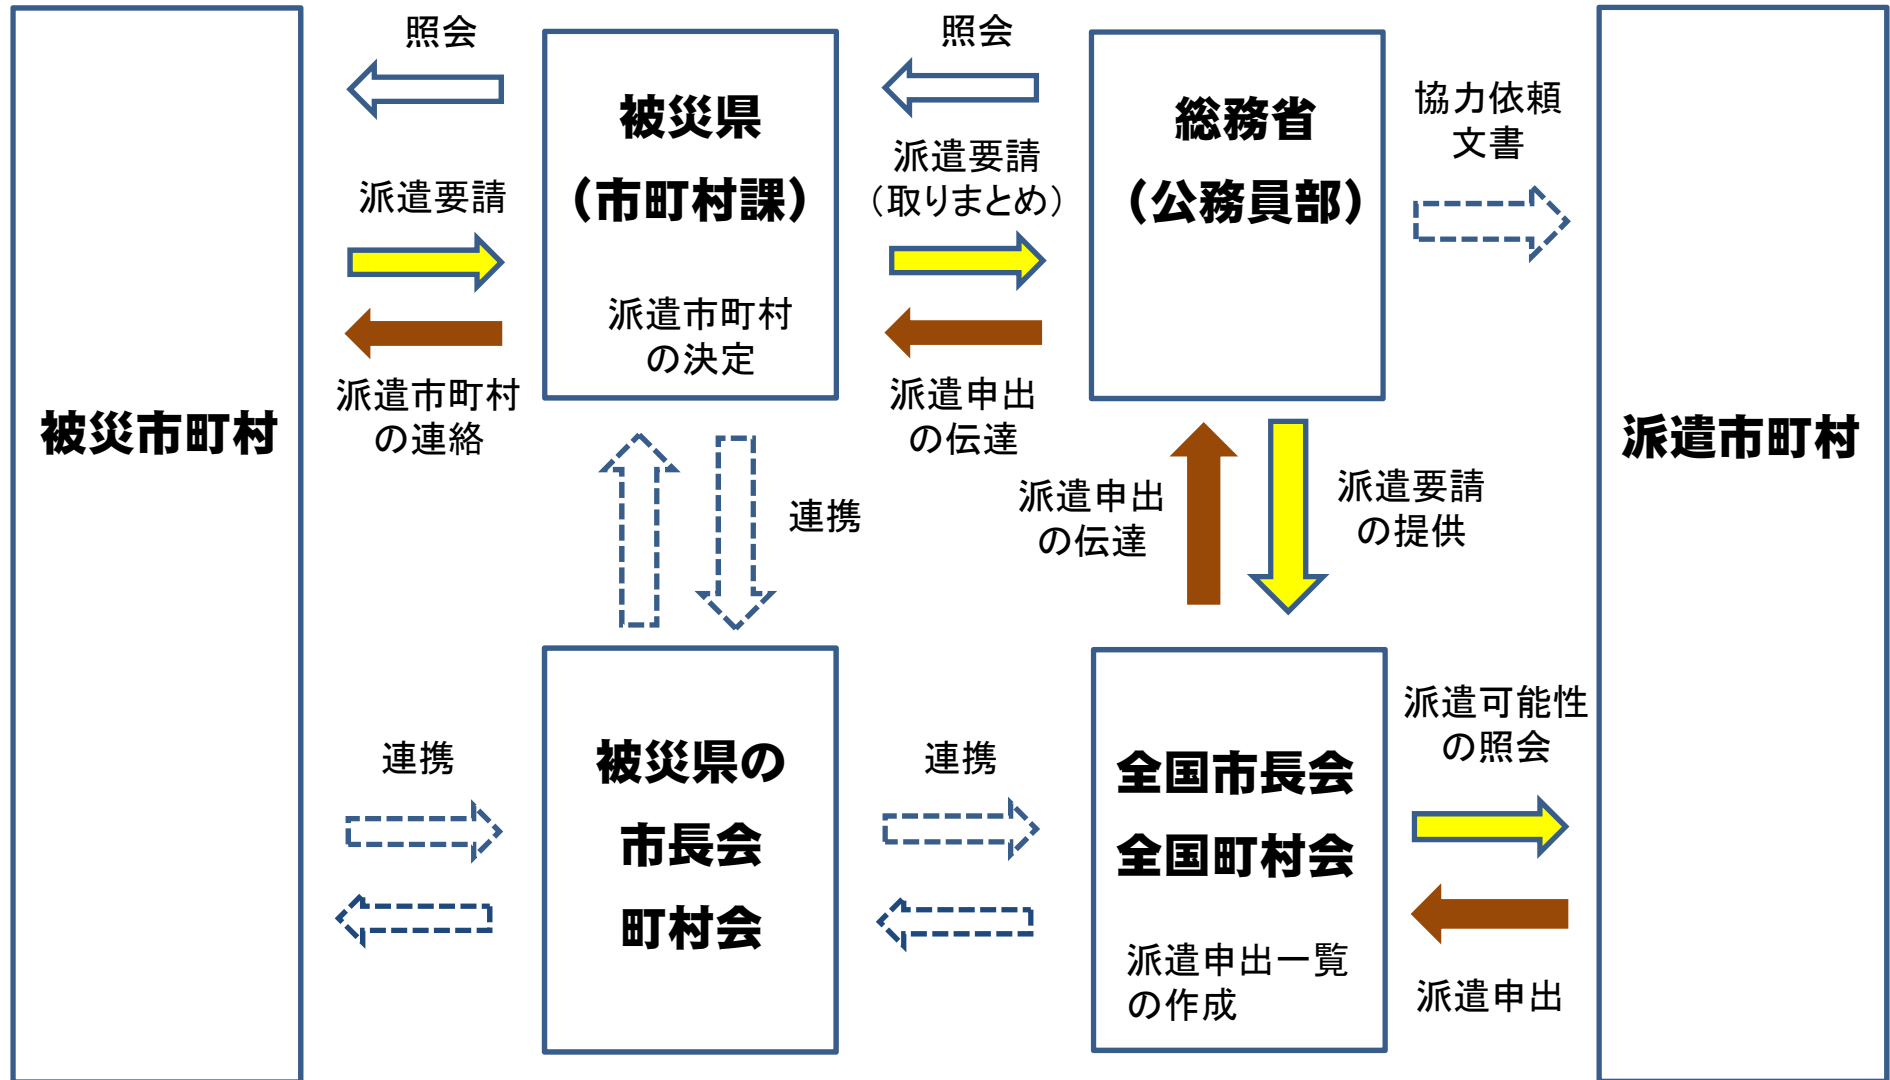 照会
照会
被災県
(市町村課)
総務省
(公務員部)
協力依頼
文書
派遣要請
派遣要請
(取りまとめ)
派遣市町村
の決定
派遣市町村
の連絡
派遣申出
の伝達
被災市町村
派遣市町村
連携
派遣申出
の伝達
派遣要請
の提供
連携
被災県の
市長会
町村会
連携
全国市長会
全国町村会
派遣申出一覧
の作成
派遣可能性
の照会
派遣申出